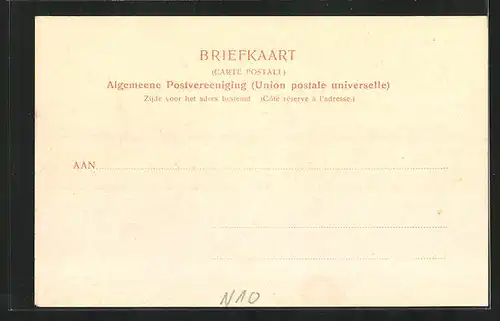 BRIEFKAART
(CARTE POSTALE)
Algemeene Postvereeniging (Union postale universelle)
Zijde voor het adres bestemd (Côté réservé à l'adresse.)
AAN
N10